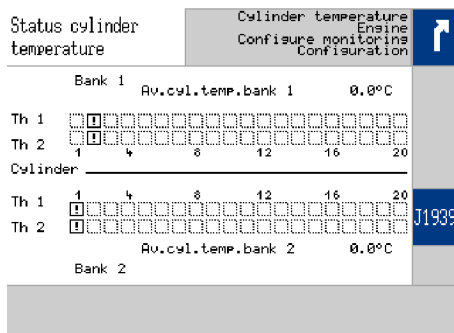 Status cylinder
temperature
Cylinder temperature
Engine
Configure monitoring
Configuration
Bank 1
Av.cyl.temp.bank 1 0.0°C
Th 1 !
Th 2 !
1 4 8 12 16 20
Cylinder
1 4 8 12 16 20
Th 1 !
Th 2 !
J1939
Av.cyl.temp.bank 2 0.0°C
Bank 2